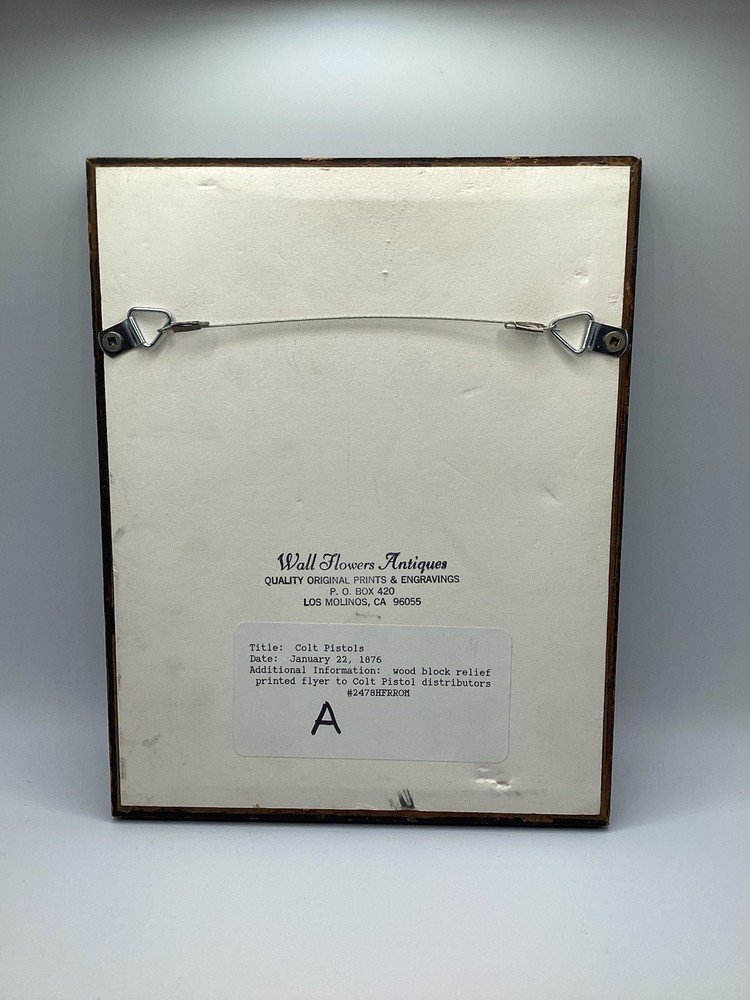 Wall Flowers Antiques
QUALITY ORIGINAL PRINTS & ENGRAVINGS
P. O. BOX 420
LOS MOLINOS, CA 96055
Title: Colt Pistols
Date: January 22, 1876
Additional Information: wood block relief
printed flyer to Colt Pistol distributors
#2478HFRROM
A